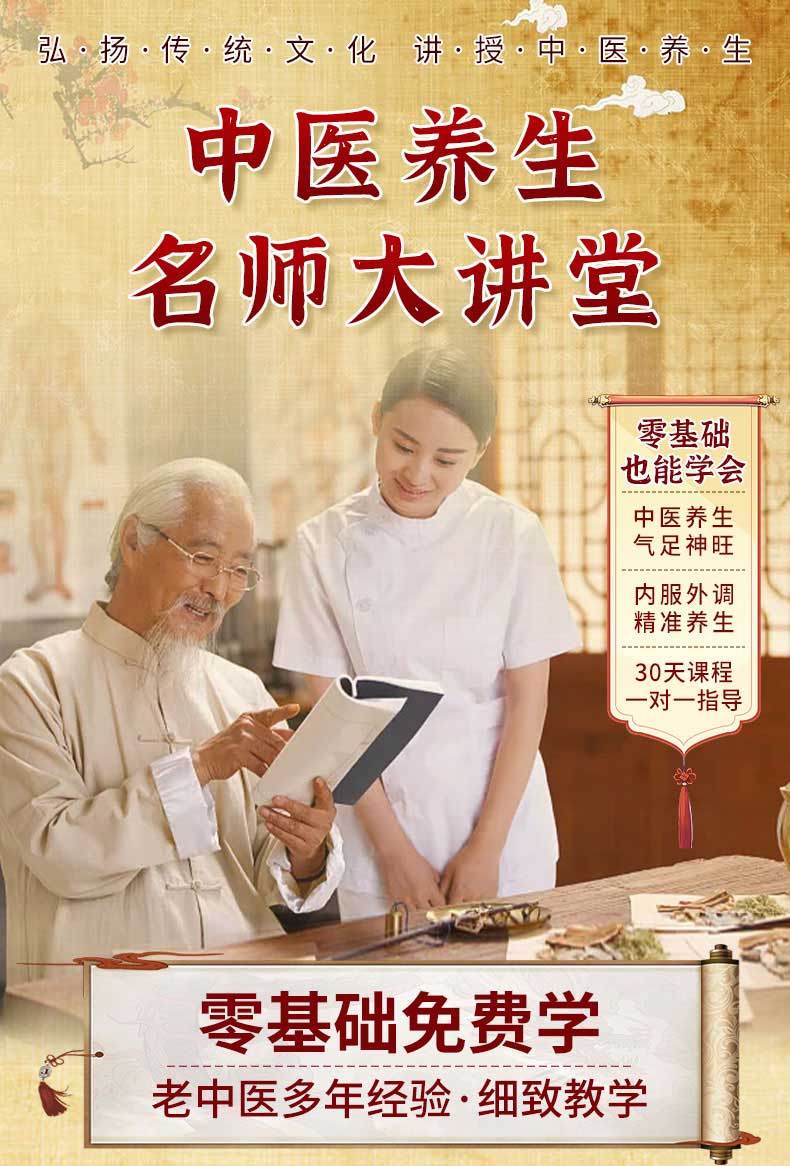 弘·扬·传·统·文·化 讲·授·中·医·养·生
中医养生
名师大讲堂
零基础
也能学会
中医养生
气足神旺
内服外调
精准养生
30天课程
一对一指导
零基础免费学
老中医多年经验·细致教学